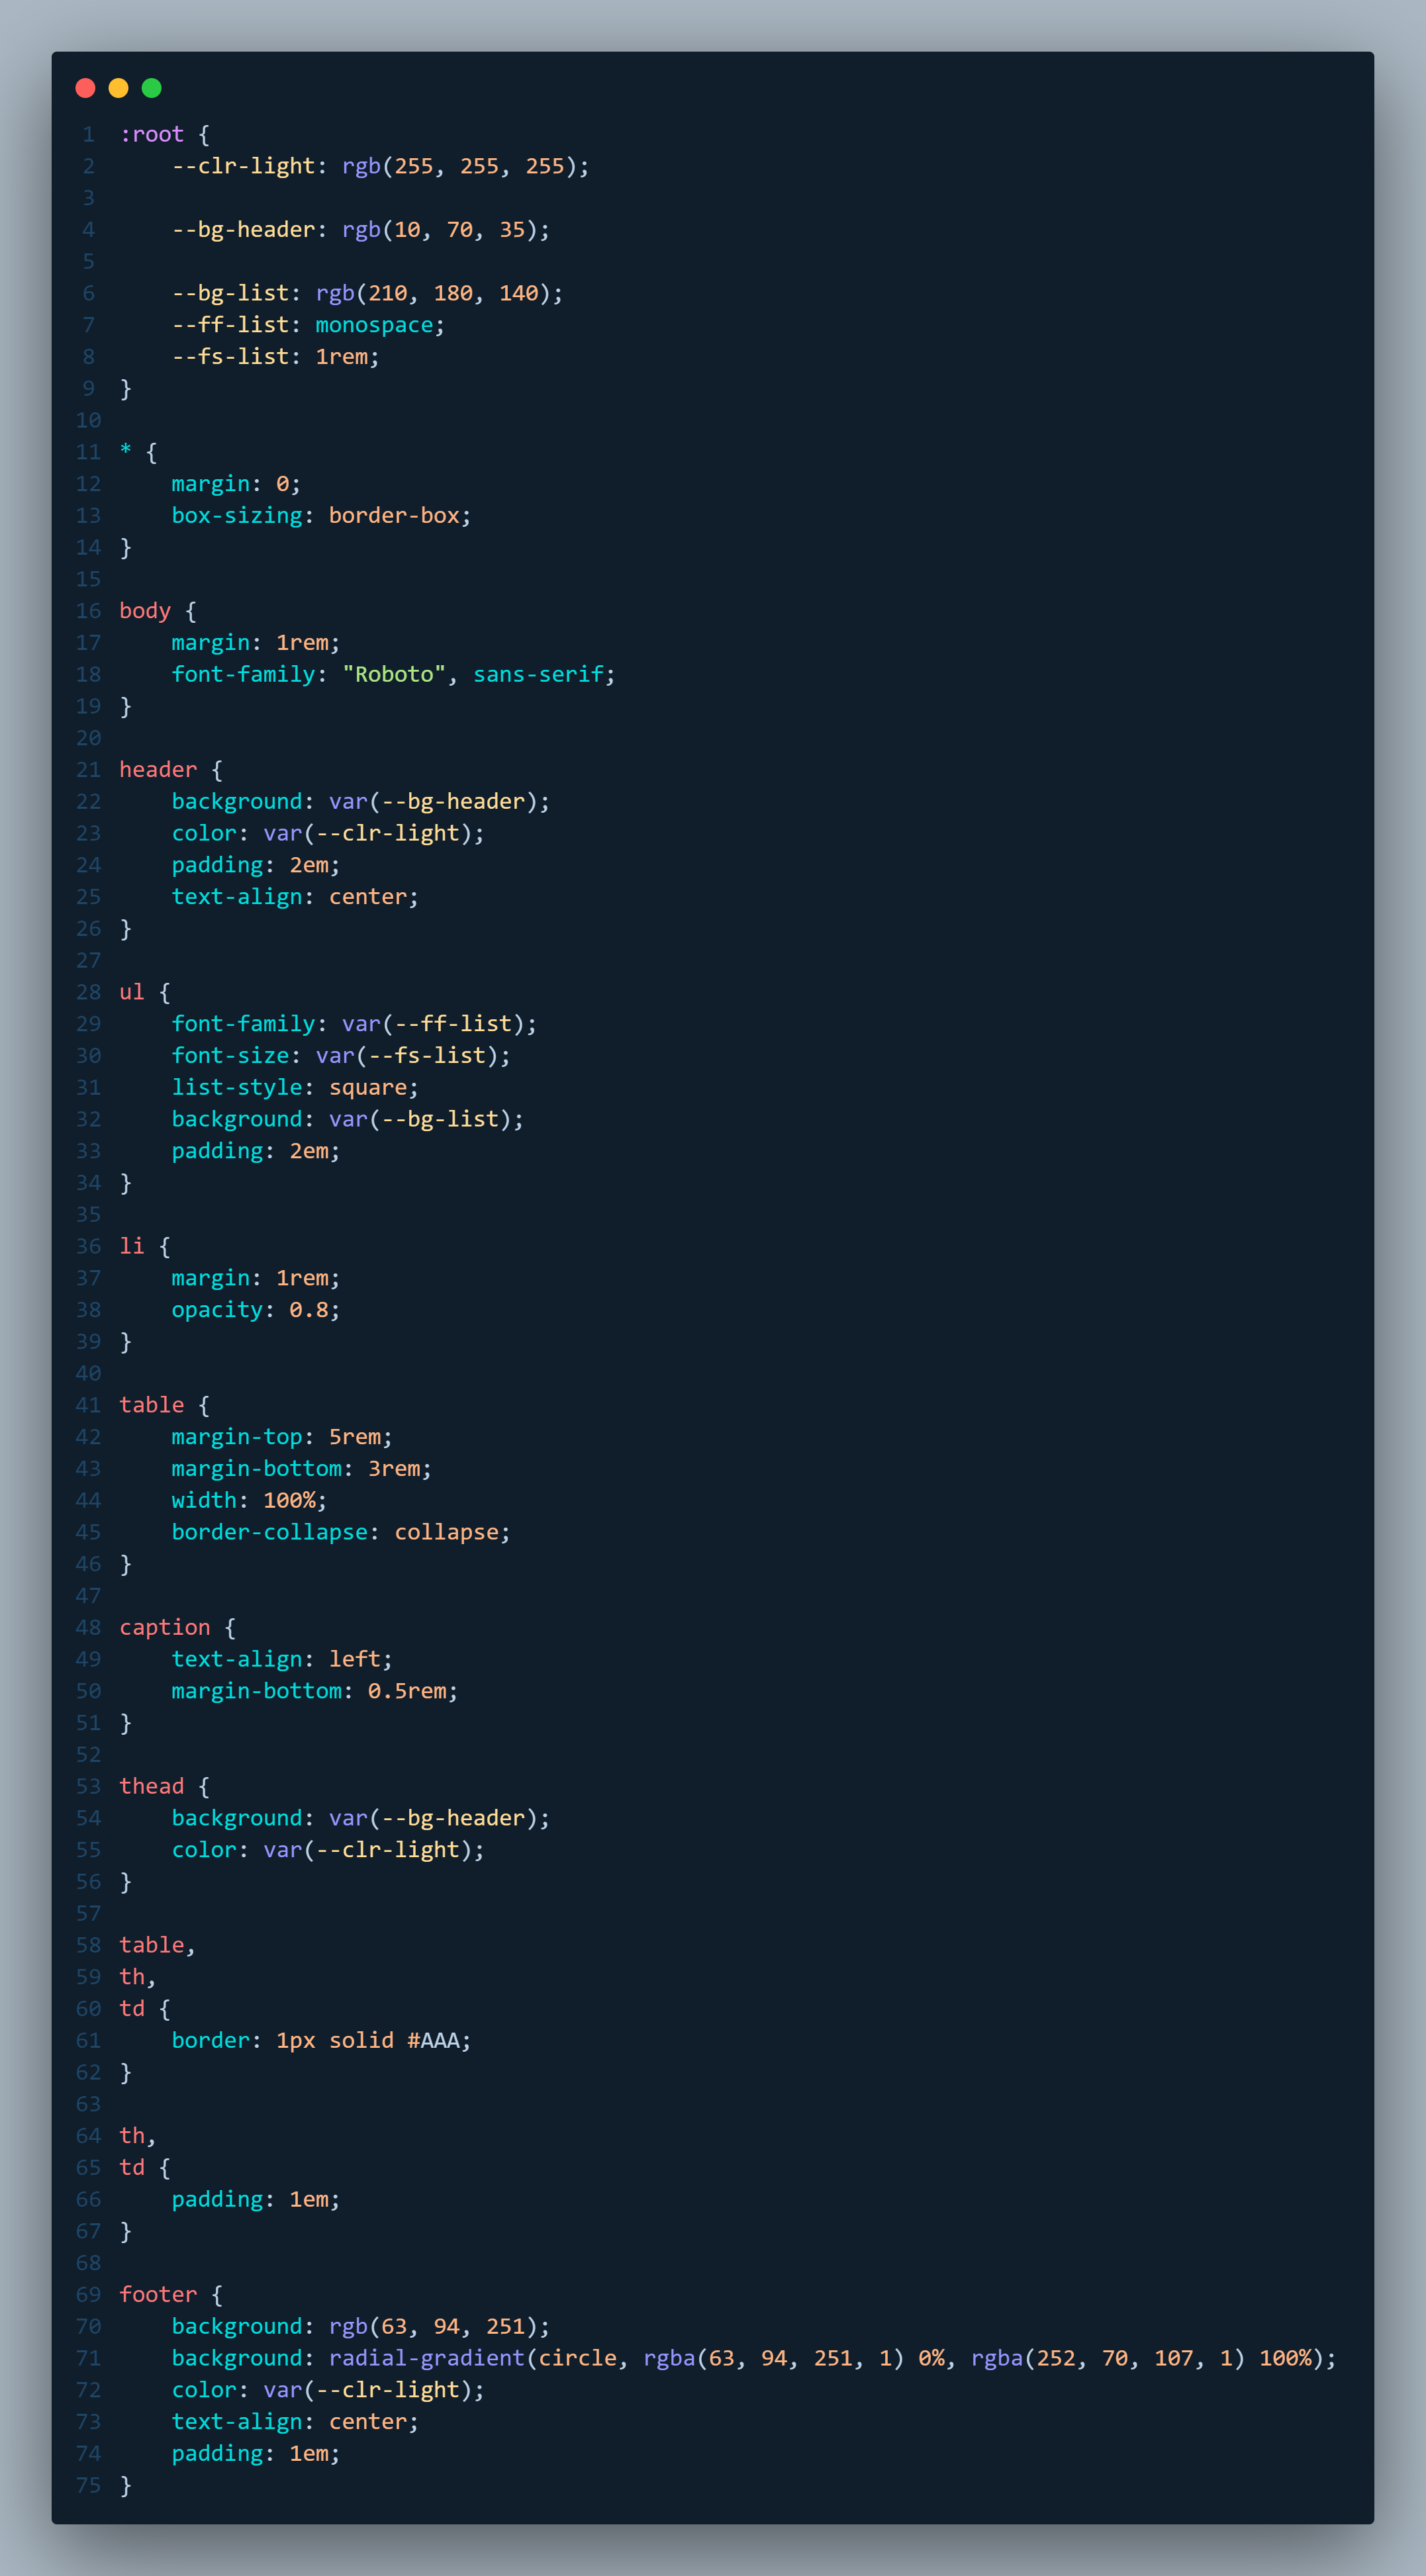 1 :root {
2     --clr-light: rgb(255, 255, 255);
3
4     --bg-header: rgb(10, 70, 35);
5
6     --bg-list: rgb(210, 180, 140);
7     --ff-list: monospace;
8     --fs-list: 1rem;
9 }
10
11 * {
12     margin: 0;
13     box-sizing: border-box;
14 }
15
16 body {
17     margin: 1rem;
18     font-family: "Roboto", sans-serif;
19 }
20
21 header {
22     background: var(--bg-header);
23     color: var(--clr-light);
24     padding: 2em;
25     text-align: center;
26 }
27
28 ul {
29     font-family: var(--ff-list);
30     font-size: var(--fs-list);
31     list-style: square;
32     background: var(--bg-list);
33     padding: 2em;
34 }
35
36 li {
37     margin: 1rem;
38     opacity: 0.8;
39 }
40
41 table {
42     margin-top: 5rem;
43     margin-bottom: 3rem;
44     width: 100%;
45     border-collapse: collapse;
46 }
47
48 caption {
49     text-align: left;
50     margin-bottom: 0.5rem;
51 }
52
53 thead {
54     background: var(--bg-header);
55     color: var(--clr-light);
56 }
57
58 table,
59 th,
60 td {
61     border: 1px solid #AAA;
62 }
63
64 th,
65 td {
66     padding: 1em;
67 }
68
69 footer {
70     background: rgb(63, 94, 251);
71     background: radial-gradient(circle, rgba(63, 94, 251, 1) 0%, rgba(252, 70, 107, 1) 100%);
72     color: var(--clr-light);
73     text-align: center;
74     padding: 1em;
75 }